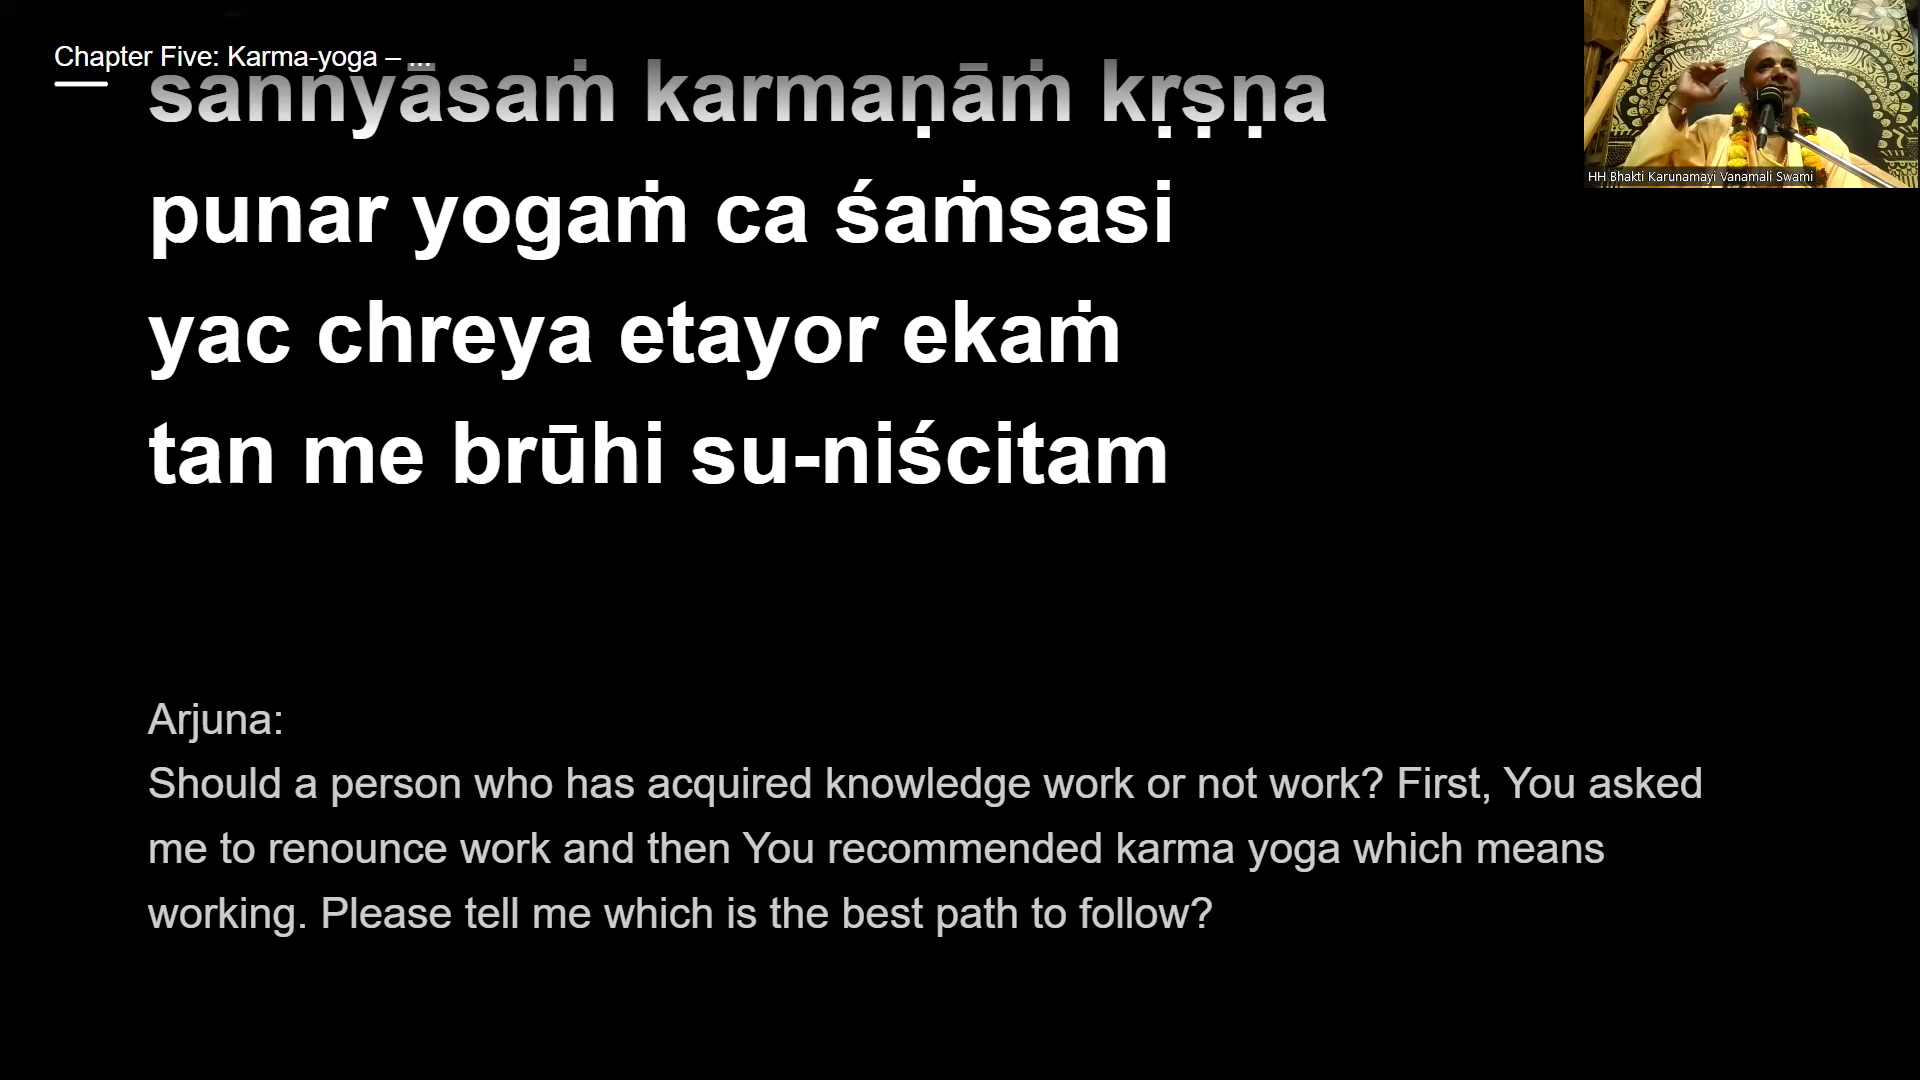 Chapter Five: Karma-yoga – ...
sannyāsaṁ karmaṇāṁ kṛṣṇa
punar yogaṁ ca śaṁsasi
yac chreya etayor ekaṁ
tan me brūhi su-niścitam
Arjuna:
Should a person who has acquired knowledge work or not work? First, You asked
me to renounce work and then You recommended karma yoga which means
working. Please tell me which is the best path to follow?
HH Bhakti Karunamayi Vanamali Swami